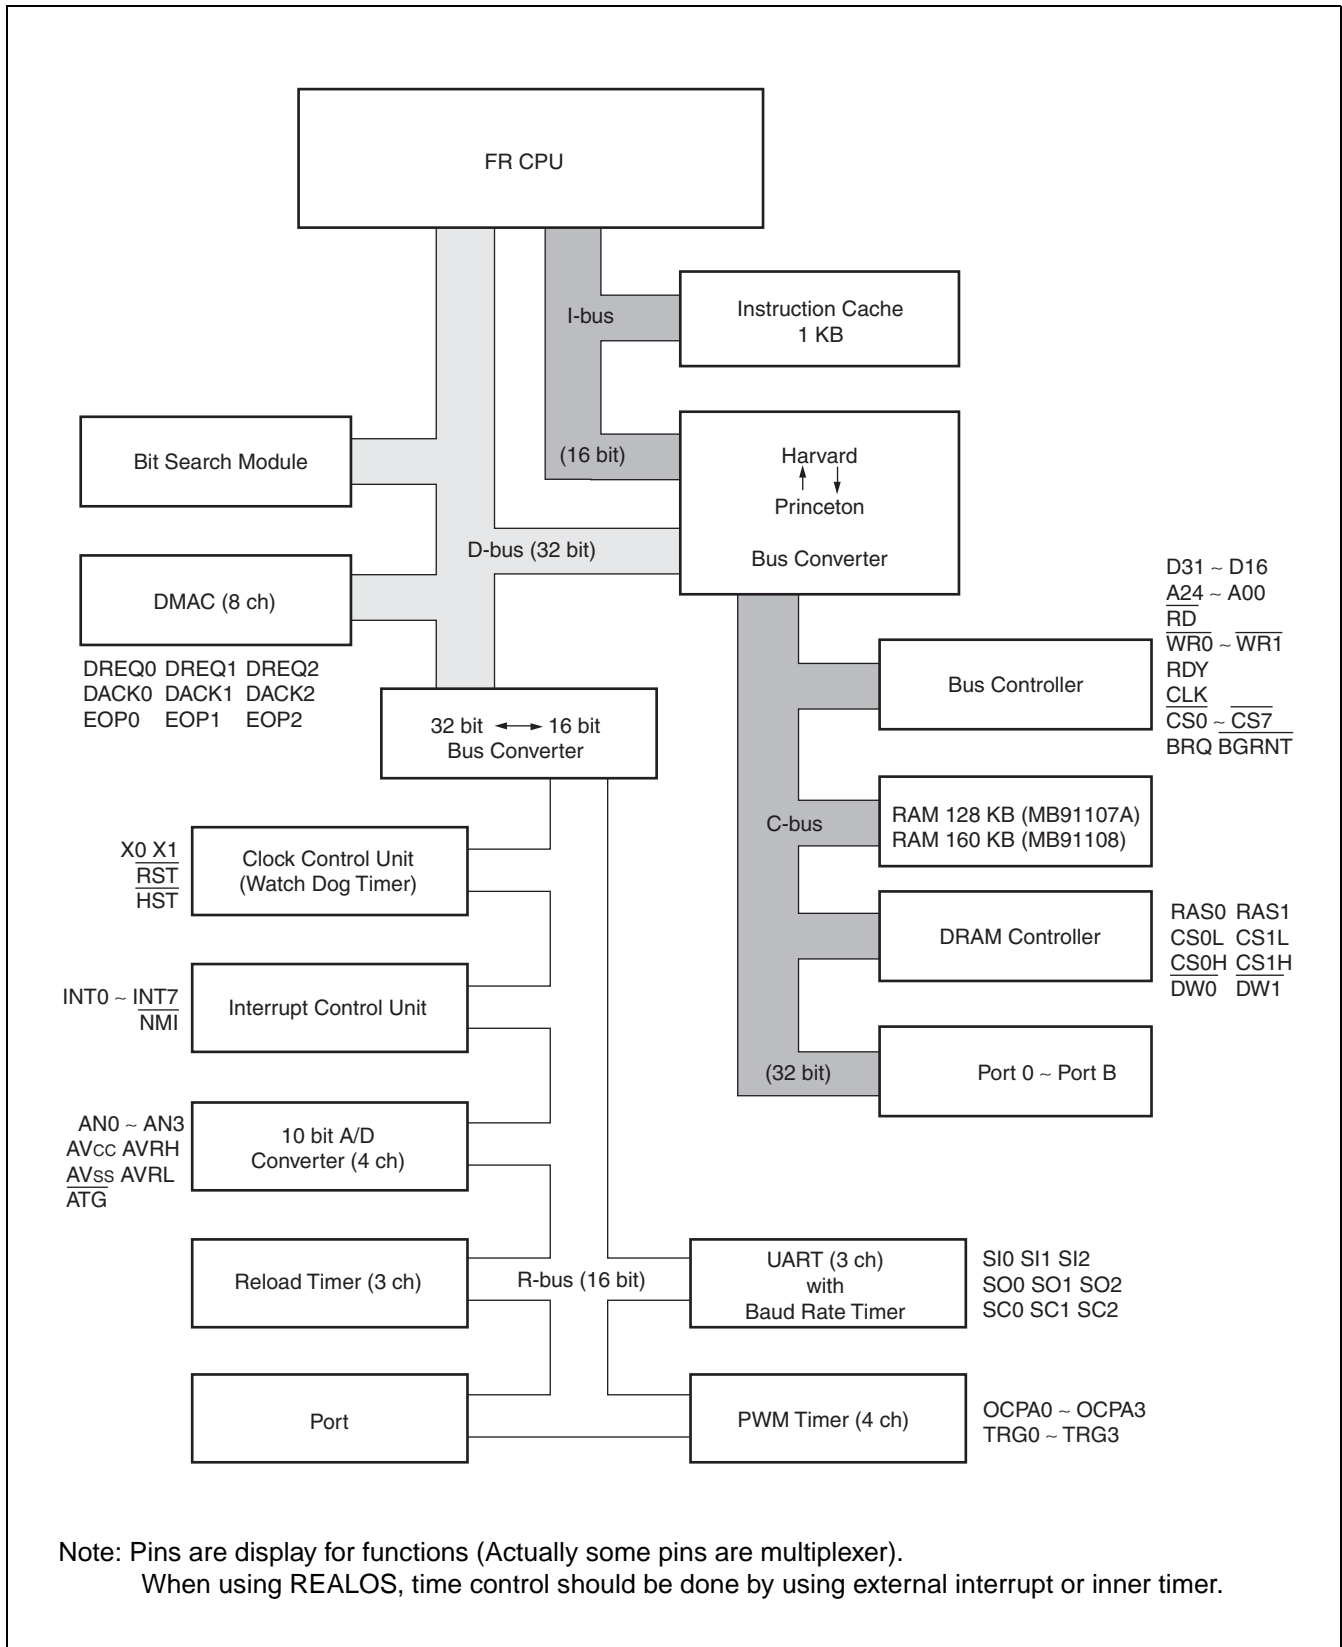 FR CPU
I-bus
Instruction Cache
1 KB
(16 bit)
Harvard
Princeton
Bus Converter
Bit Search Module
D-bus (32 bit)
DMAC (8 ch)
DREQ0 DREQ1 DREQ2
DACK0 DACK1 DACK2
EOP0 EOP1 EOP2
32 bit 16 bit
Bus Converter
D31 ~ D16
A24 ~ A00
RD
WR0 ~ WR1
RDY
CLK
CS0 ~ CS7
BRQ BGRNT
Bus Controller
C-bus
RAM 128 KB (MB91107A)
RAM 160 KB (MB91108)
DRAM Controller
RAS0 RAS1
CS0L CS1L
CS0H CS1H
DW0 DW1
(32 bit)
Port 0 ~ Port B
X0 X1
RST
HST
Clock Control Unit
(Watch Dog Timer)
INT0 ~ INT7
NMI
Interrupt Control Unit
AN0 ~ AN3
AVCC AVRH
AVSS AVRL
ATG
10 bit A/D
Converter (4 ch)
Reload Timer (3 ch)
R-bus (16 bit)
UART (3 ch)
with
Baud Rate Timer
SI0 SI1 SI2
SO0 SO1 SO2
SC0 SC1 SC2
Port
PWM Timer (4 ch)
OCPA0 ~ OCPA3
TRG0 ~ TRG3
Note: Pins are display for functions (Actually some pins are multiplexer).
When using REALOS, time control should be done by using external interrupt or inner timer.